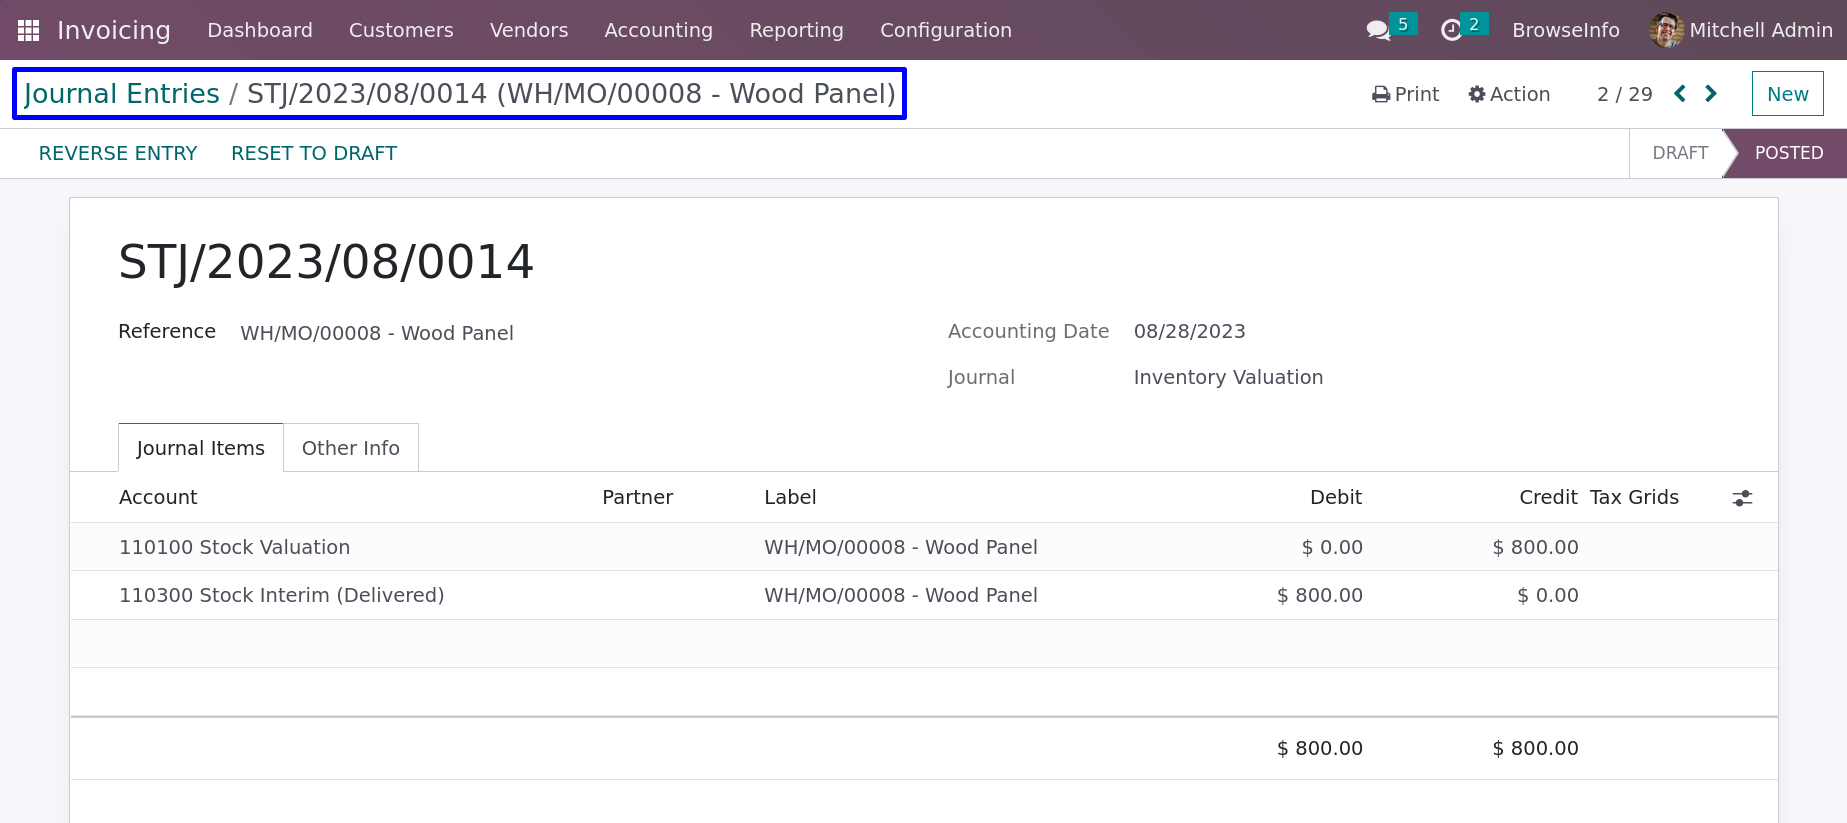 Invoicing Dashboard Customers Vendors Accounting Reporting Configuration 5 2 BrowseInfo Mitchell Admin
Journal Entries / STJ/2023/08/0014 (WH/MO/00008 - Wood Panel) Print Action 2 / 29 New
REVERSE ENTRY RESET TO DRAFT DRAFT POSTED
STJ/2023/08/0014
Reference WH/MO/00008 - Wood Panel Accounting Date 08/28/2023
Journal Inventory Valuation
Journal Items Other Info
Account Partner Label Debit Credit Tax Grids
110100 Stock Valuation WH/MO/00008 - Wood Panel $ 0.00 $ 800.00
110300 Stock Interim (Delivered) WH/MO/00008 - Wood Panel $ 800.00 $ 0.00
$ 800.00 $ 800.00